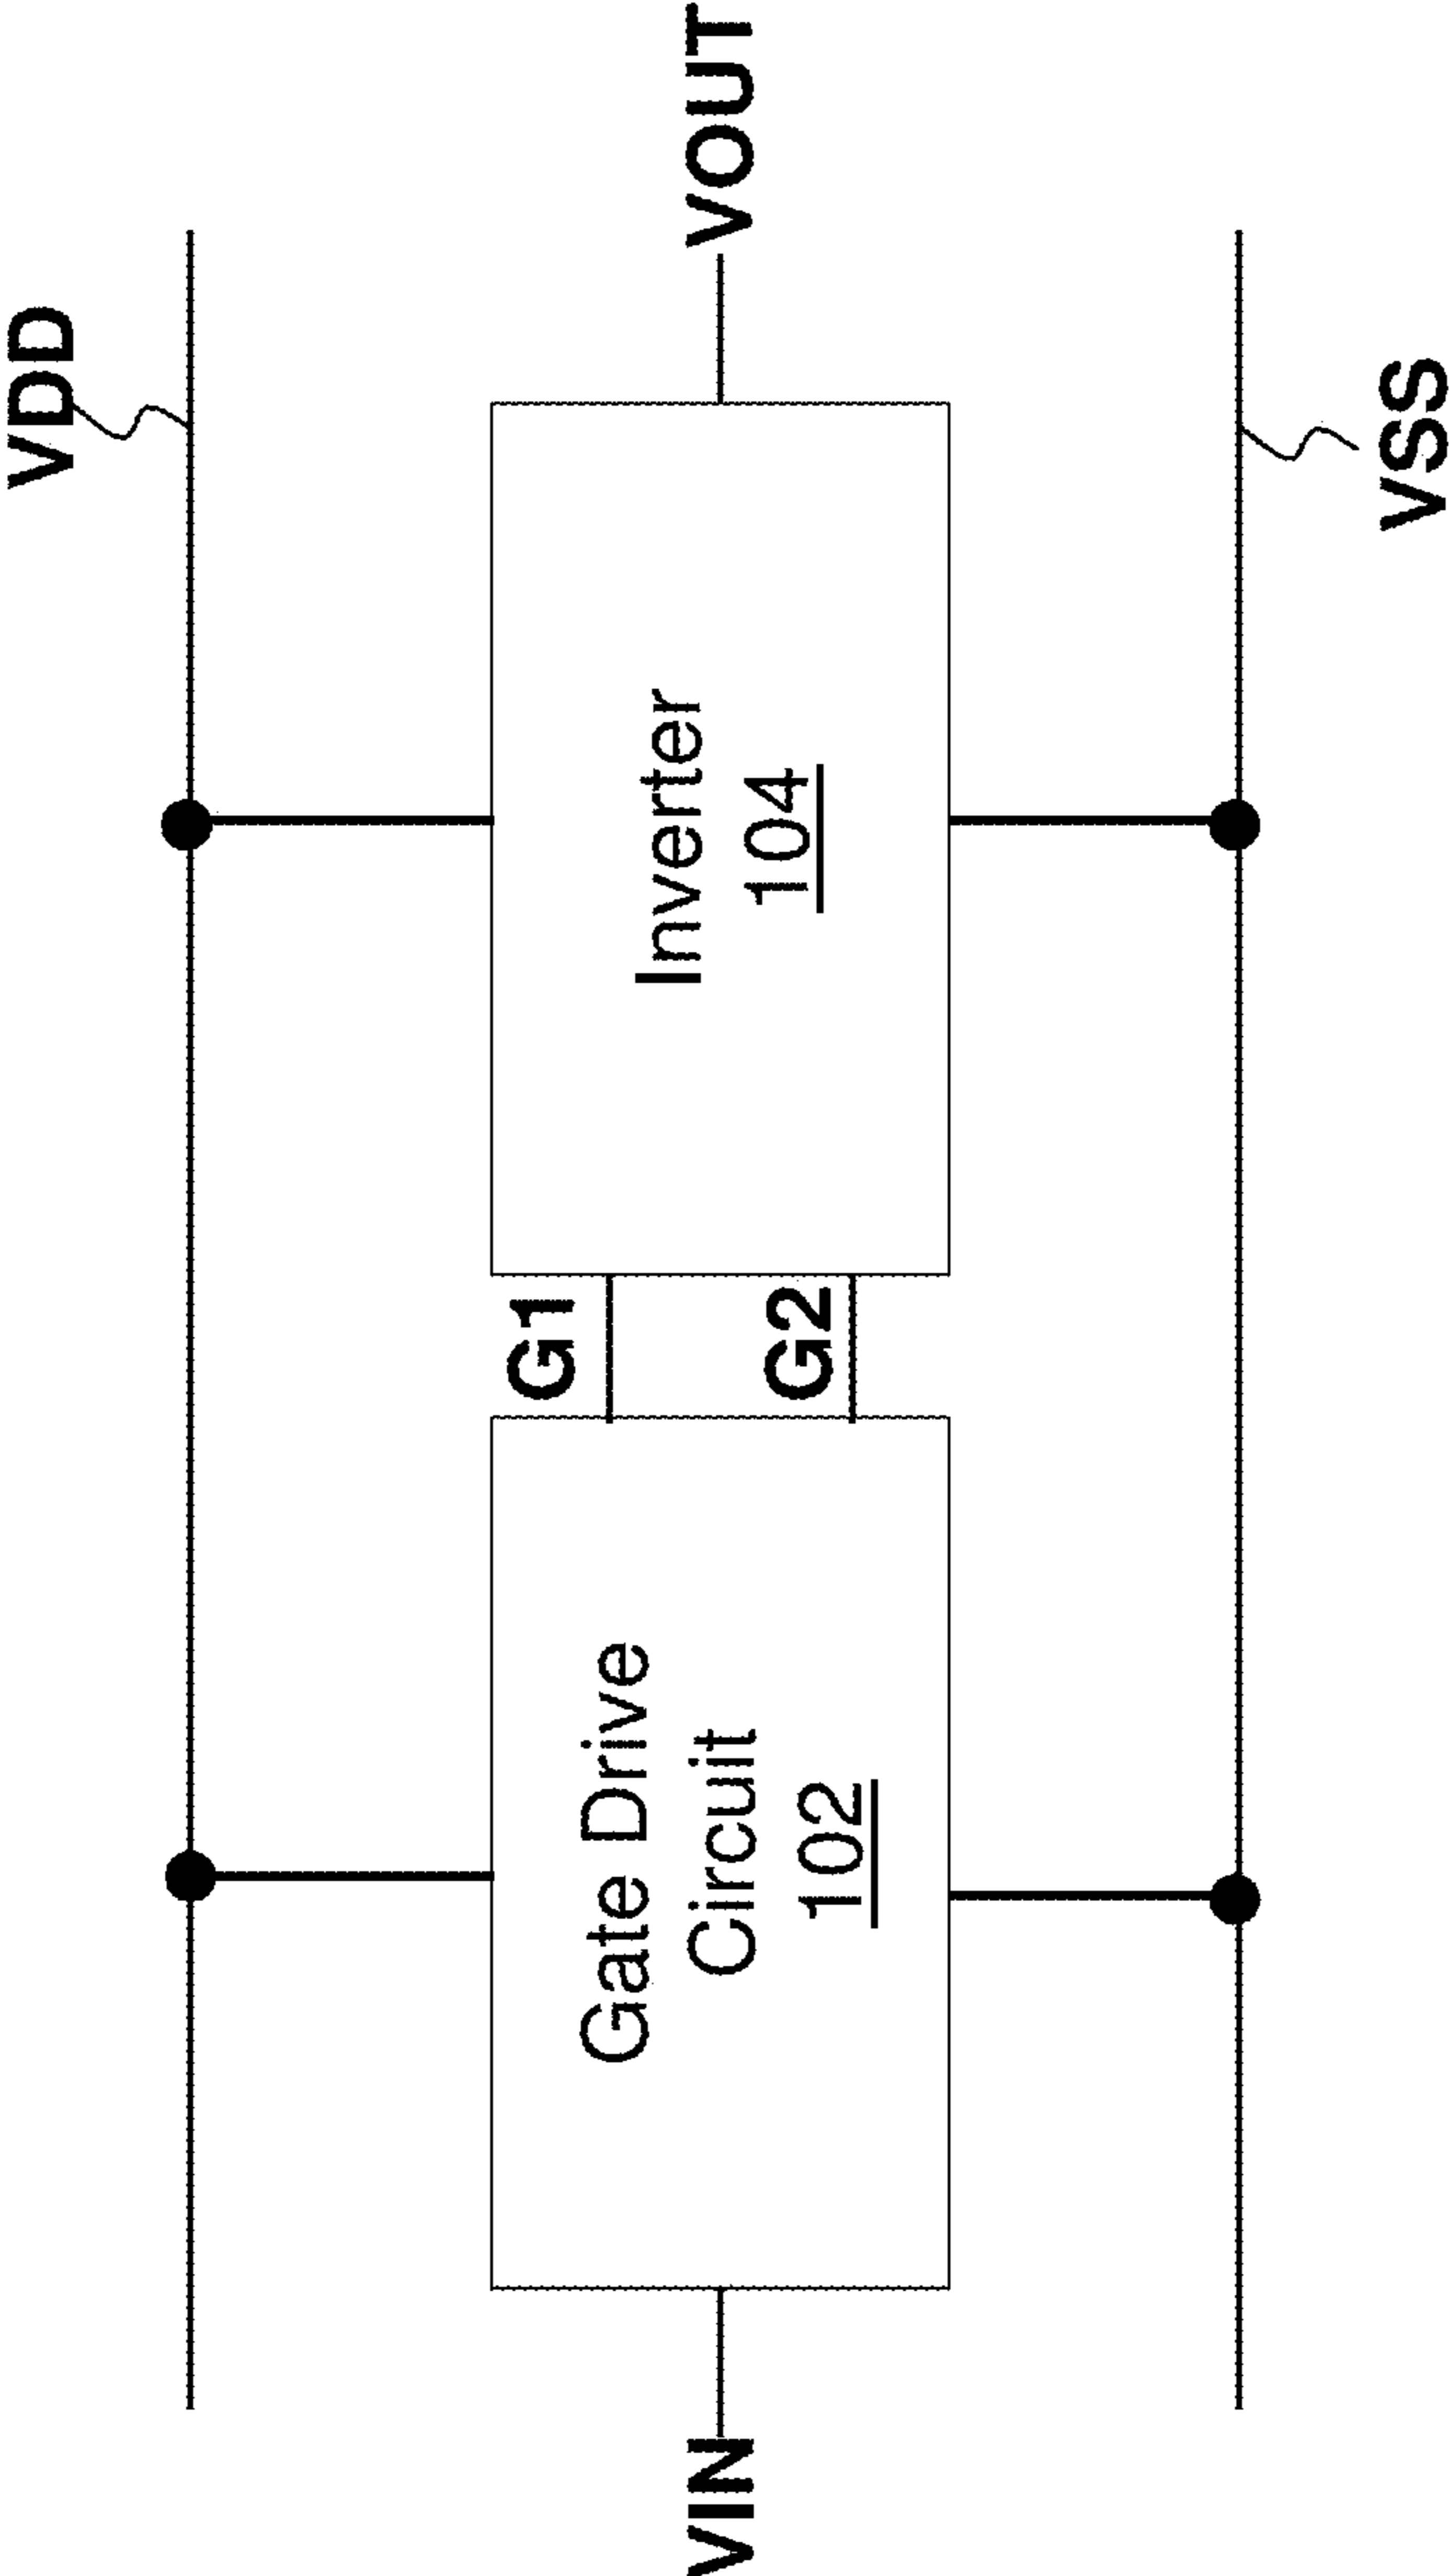 VDD
VIN
Gate Drive
Circuit
102
G1
G2
Inverter
104
VOUT
VSS